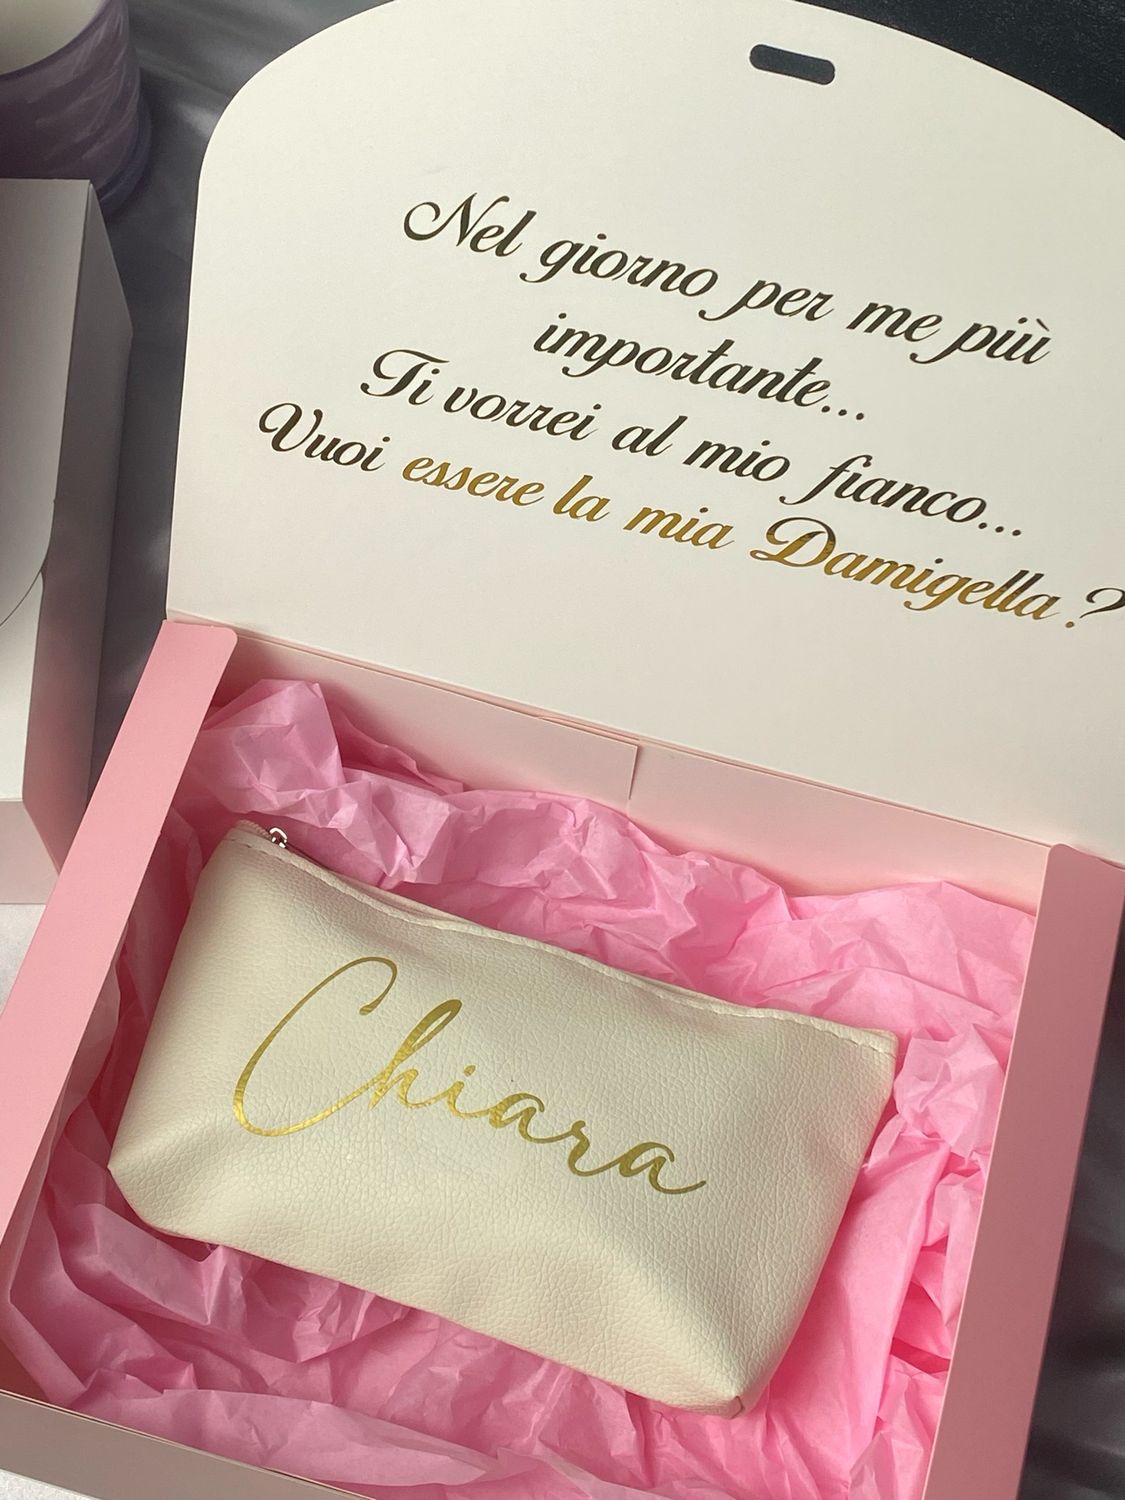 Nel giorno per me più
importante...
Ti vorrei al mio fianco...
Vuoi essere la mia Damigella?
Chiara